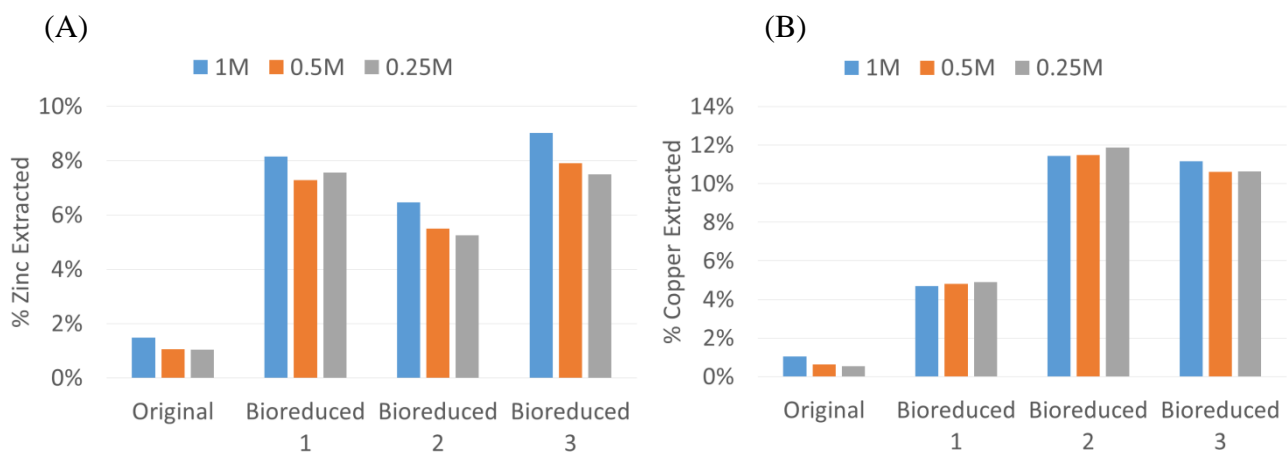 (A)
1M 0.5M 0.25M
10%
8%
6%
4%
2%
0%
% Zinc Extracted
Original Bioreduced Bioreduced Bioreduced
1 2 3
(B)
1M 0.5M 0.25M
14%
12%
10%
8%
6%
4%
2%
0%
% Copper Extracted
Original Bioreduced Bioreduced Bioreduced
1 2 3